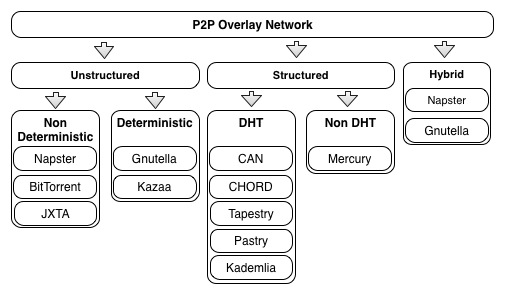 P2P Overlay Network
Unstructured
Structured
Hybrid
Napster
Gnutella
Non
Deterministic
Napster
BitTorrent
JXTA
Deterministic
Gnutella
Kazaa
DHT
CAN
CHORD
Tapestry
Pastry
Kademlia
Non DHT
Mercury